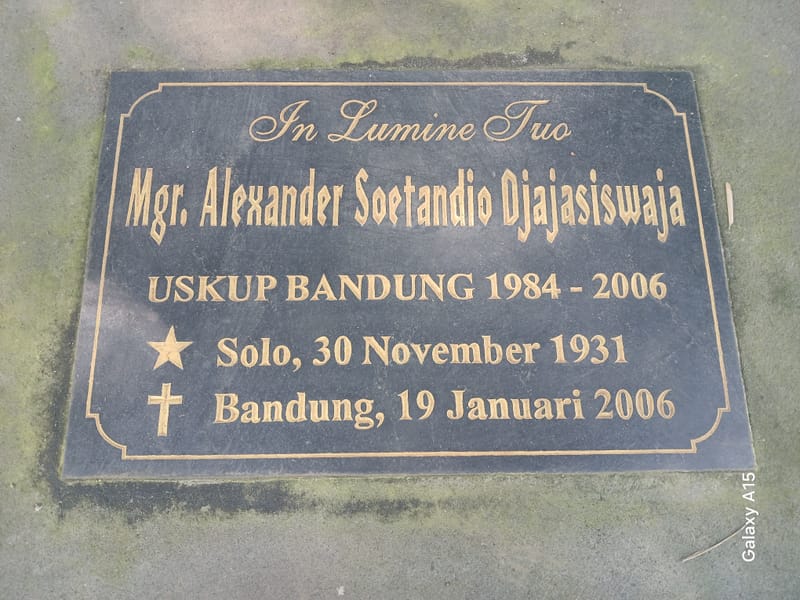 In Lumine Tuo
Mgr. Alexander Soetandio Djajasiswaja
USKUP BANDUNG 1984 - 2006
Solo, 30 November 1931
Bandung, 19 Januari 2006
Galaxy A15